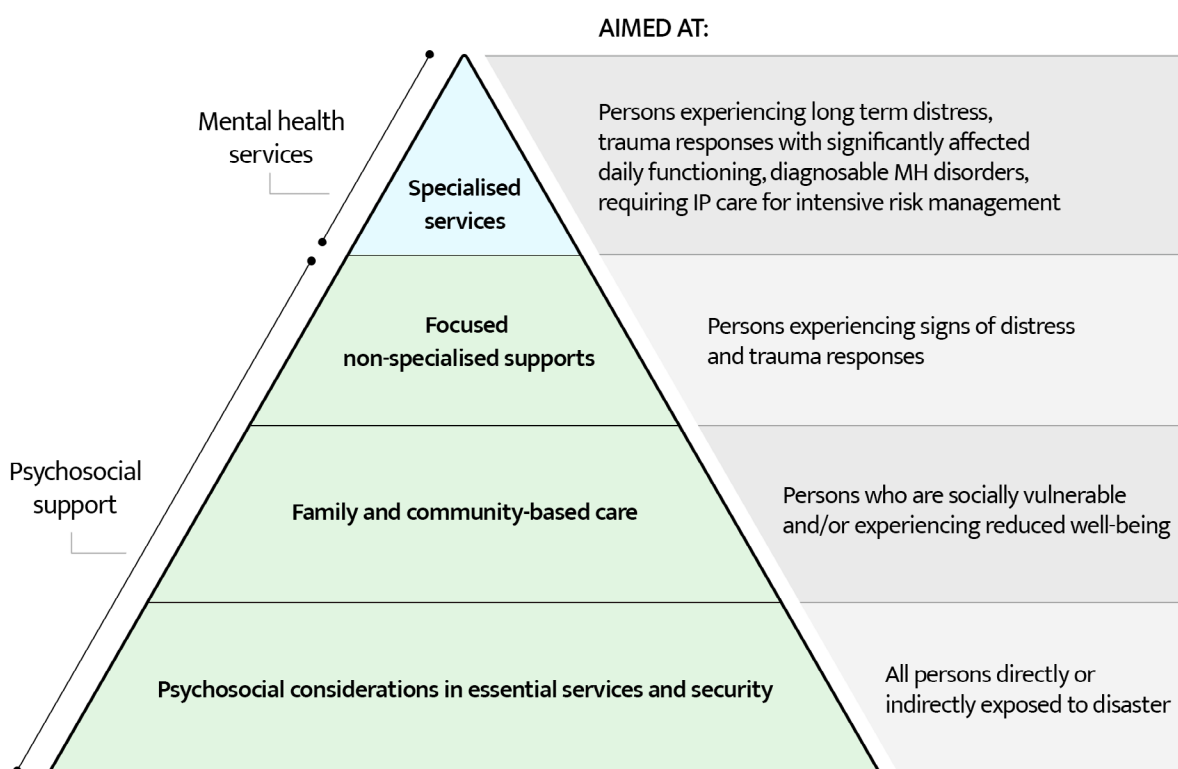 AIMED AT:
Mental health
services
Specialised
services
Persons experiencing long term distress,
trauma responses with significantly affected
daily functioning, diagnosable MH disorders,
requiring IP care for intensive risk management
Focused
non-specialised supports
Persons experiencing signs of distress
and trauma responses
Psychosocial
support
Family and community-based care
Persons who are socially vulnerable
and/or experiencing reduced well-being
Psychosocial considerations in essential services and security
All persons directly or
indirectly exposed to disaster